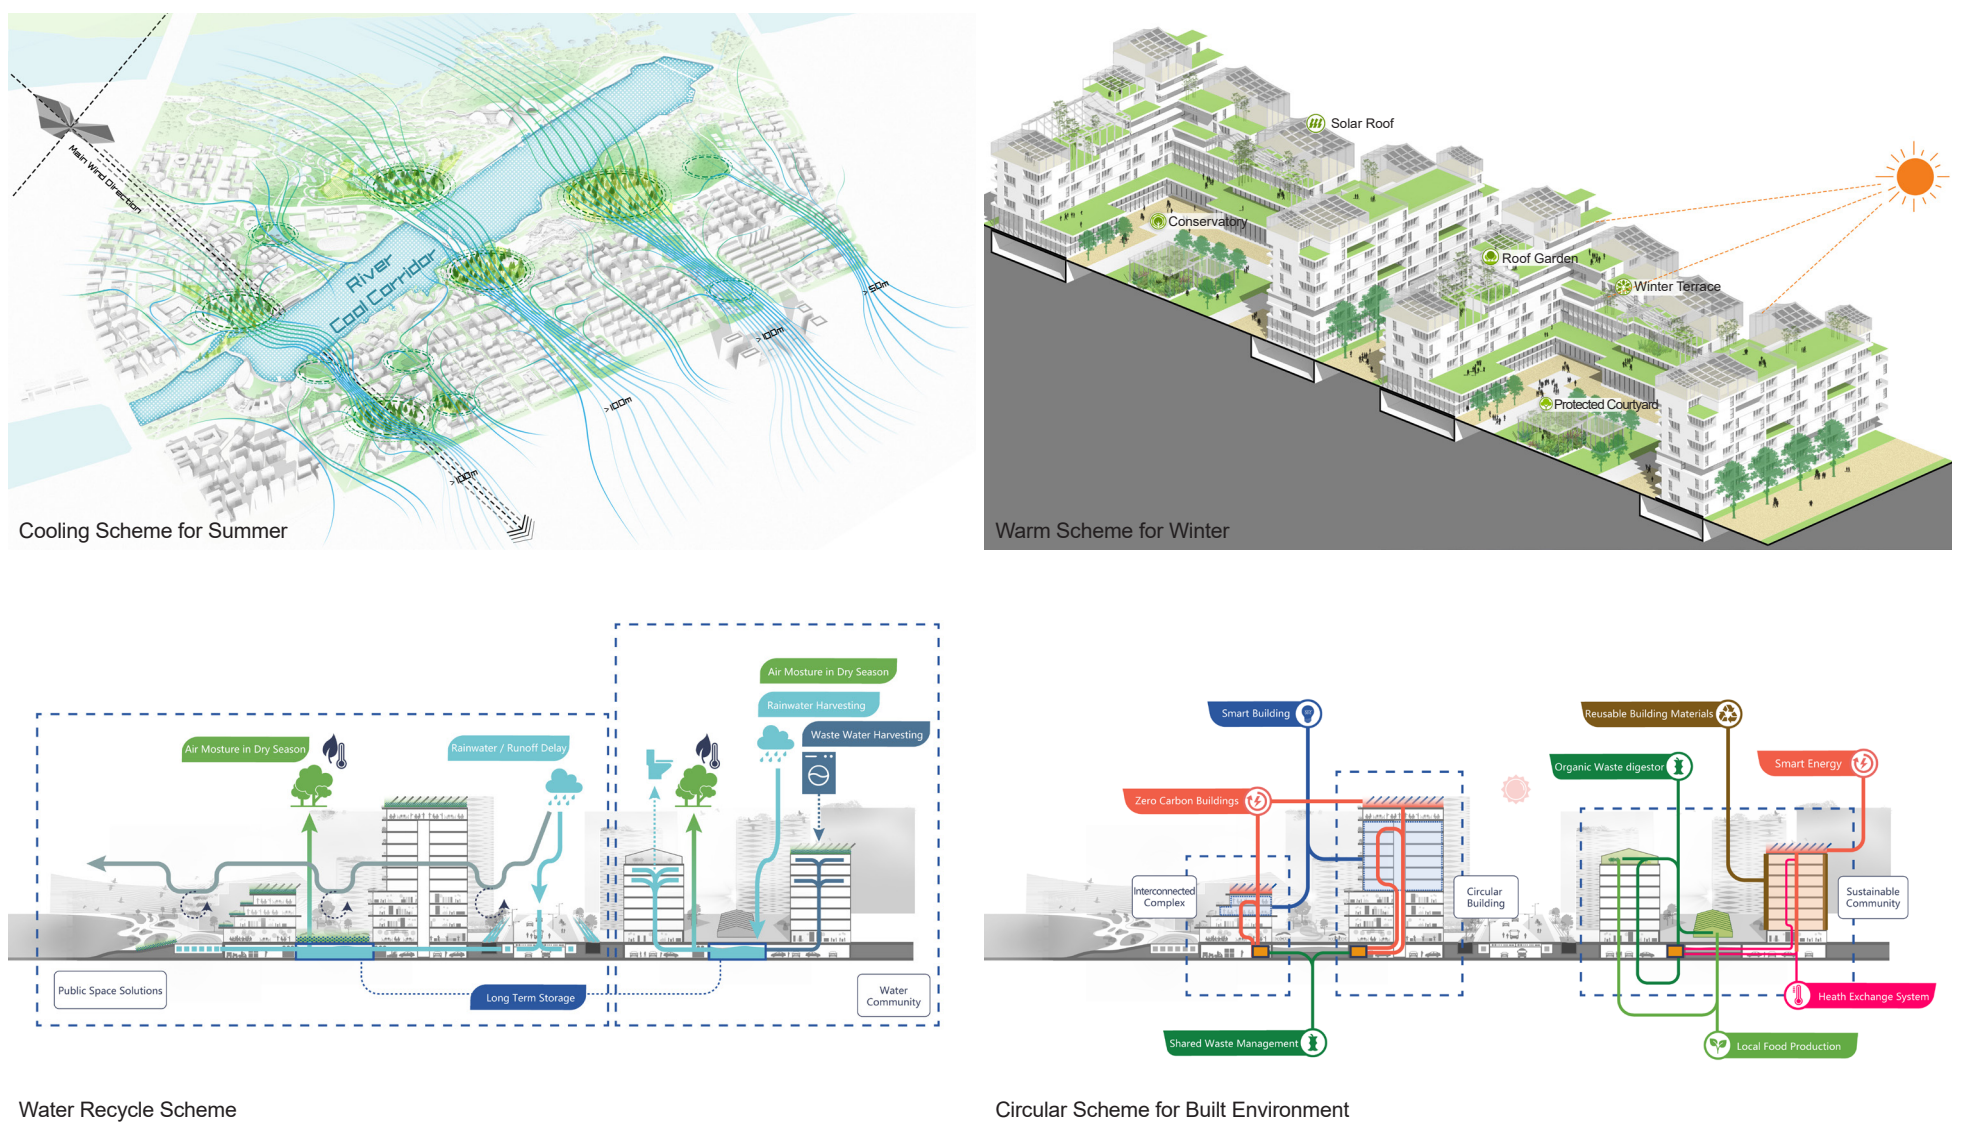 Main Wind Direction
River
Cool Corridor
> 50m
> 100m
> 100m
> 100m
Cooling Scheme for Summer
Solar Roof
Conservatory
Roof Garden
Winter Terrace
Protected Courtyard
Warm Scheme for Winter
Air Mosture in Dry Season
Rainwater / Runoff Delay
Air Mosture in Dry Season
Rainwater Harvesting
Waste Water Harvesting
Public Space Solutions
Long Term Storage
Water
Community
Water Recycle Scheme
Smart Building
Reusable Building Materials
Organic Waste digestor
Smart Energy
Zero Carbon Buildings
Interconnected
Complex
Circular
Building
Sustainable
Community
Heath Exchange System
Shared Waste Management
Local Food Production
Circular Scheme for Built Environment